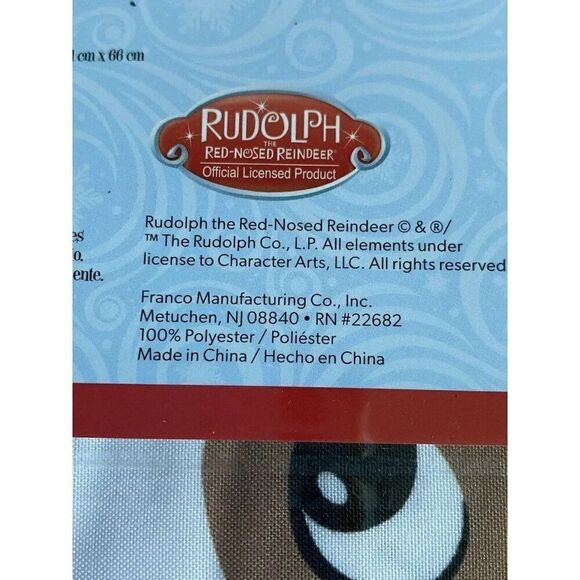 cm x 66 cm
RUDOLPH
THE
RED-NOSED REINDEER
Official Licensed Product
es
o.
ente.
Rudolph the Red-Nosed Reindeer © & ®/
™ The Rudolph Co., L.P. All elements under
license to Character Arts, LLC. All rights reserved
Franco Manufacturing Co., Inc.
Metuchen, NJ 08840 • RN #22682
100% Polyester / Poliéster
Made in China / Hecho en China